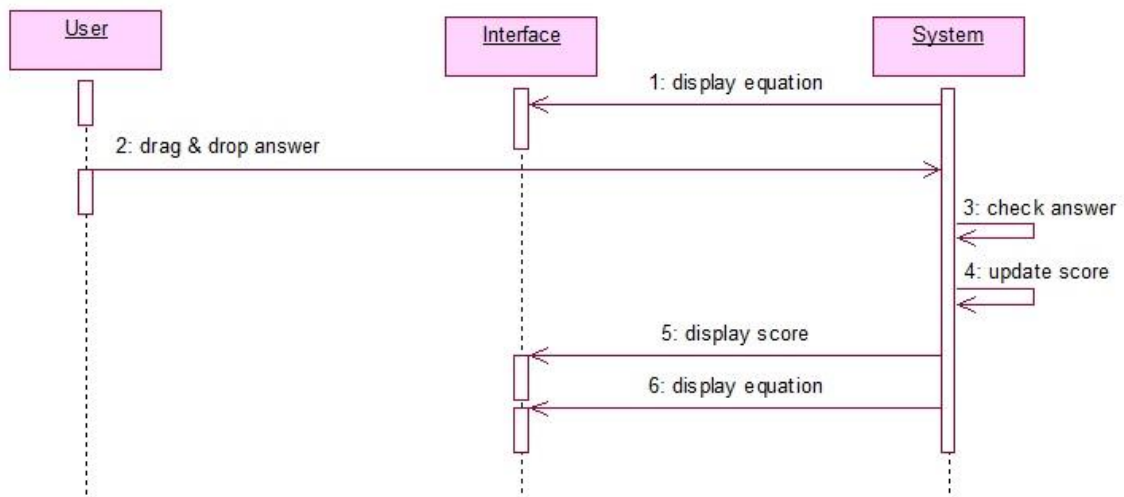 User
Interface
System
1: display equation
2: drag & drop answer
3: check answer
4: update score
5: display score
6: display equation